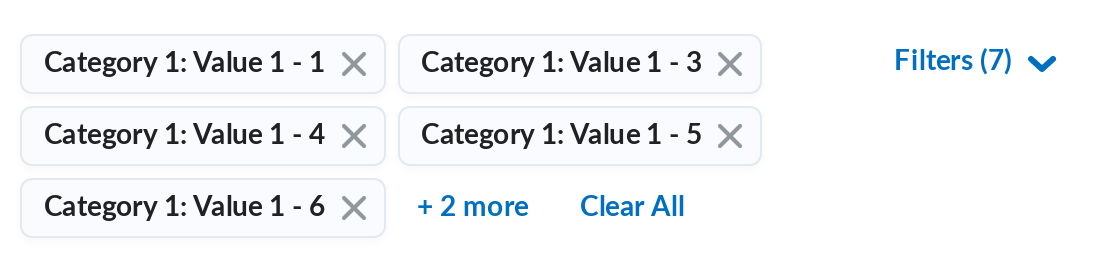 Category 1: Value 1 - 1 Category 1: Value 1 - 3 Filters (7)
Category 1: Value 1 - 4 Category 1: Value 1 - 5
Category 1: Value 1 - 6 + 2 more Clear All